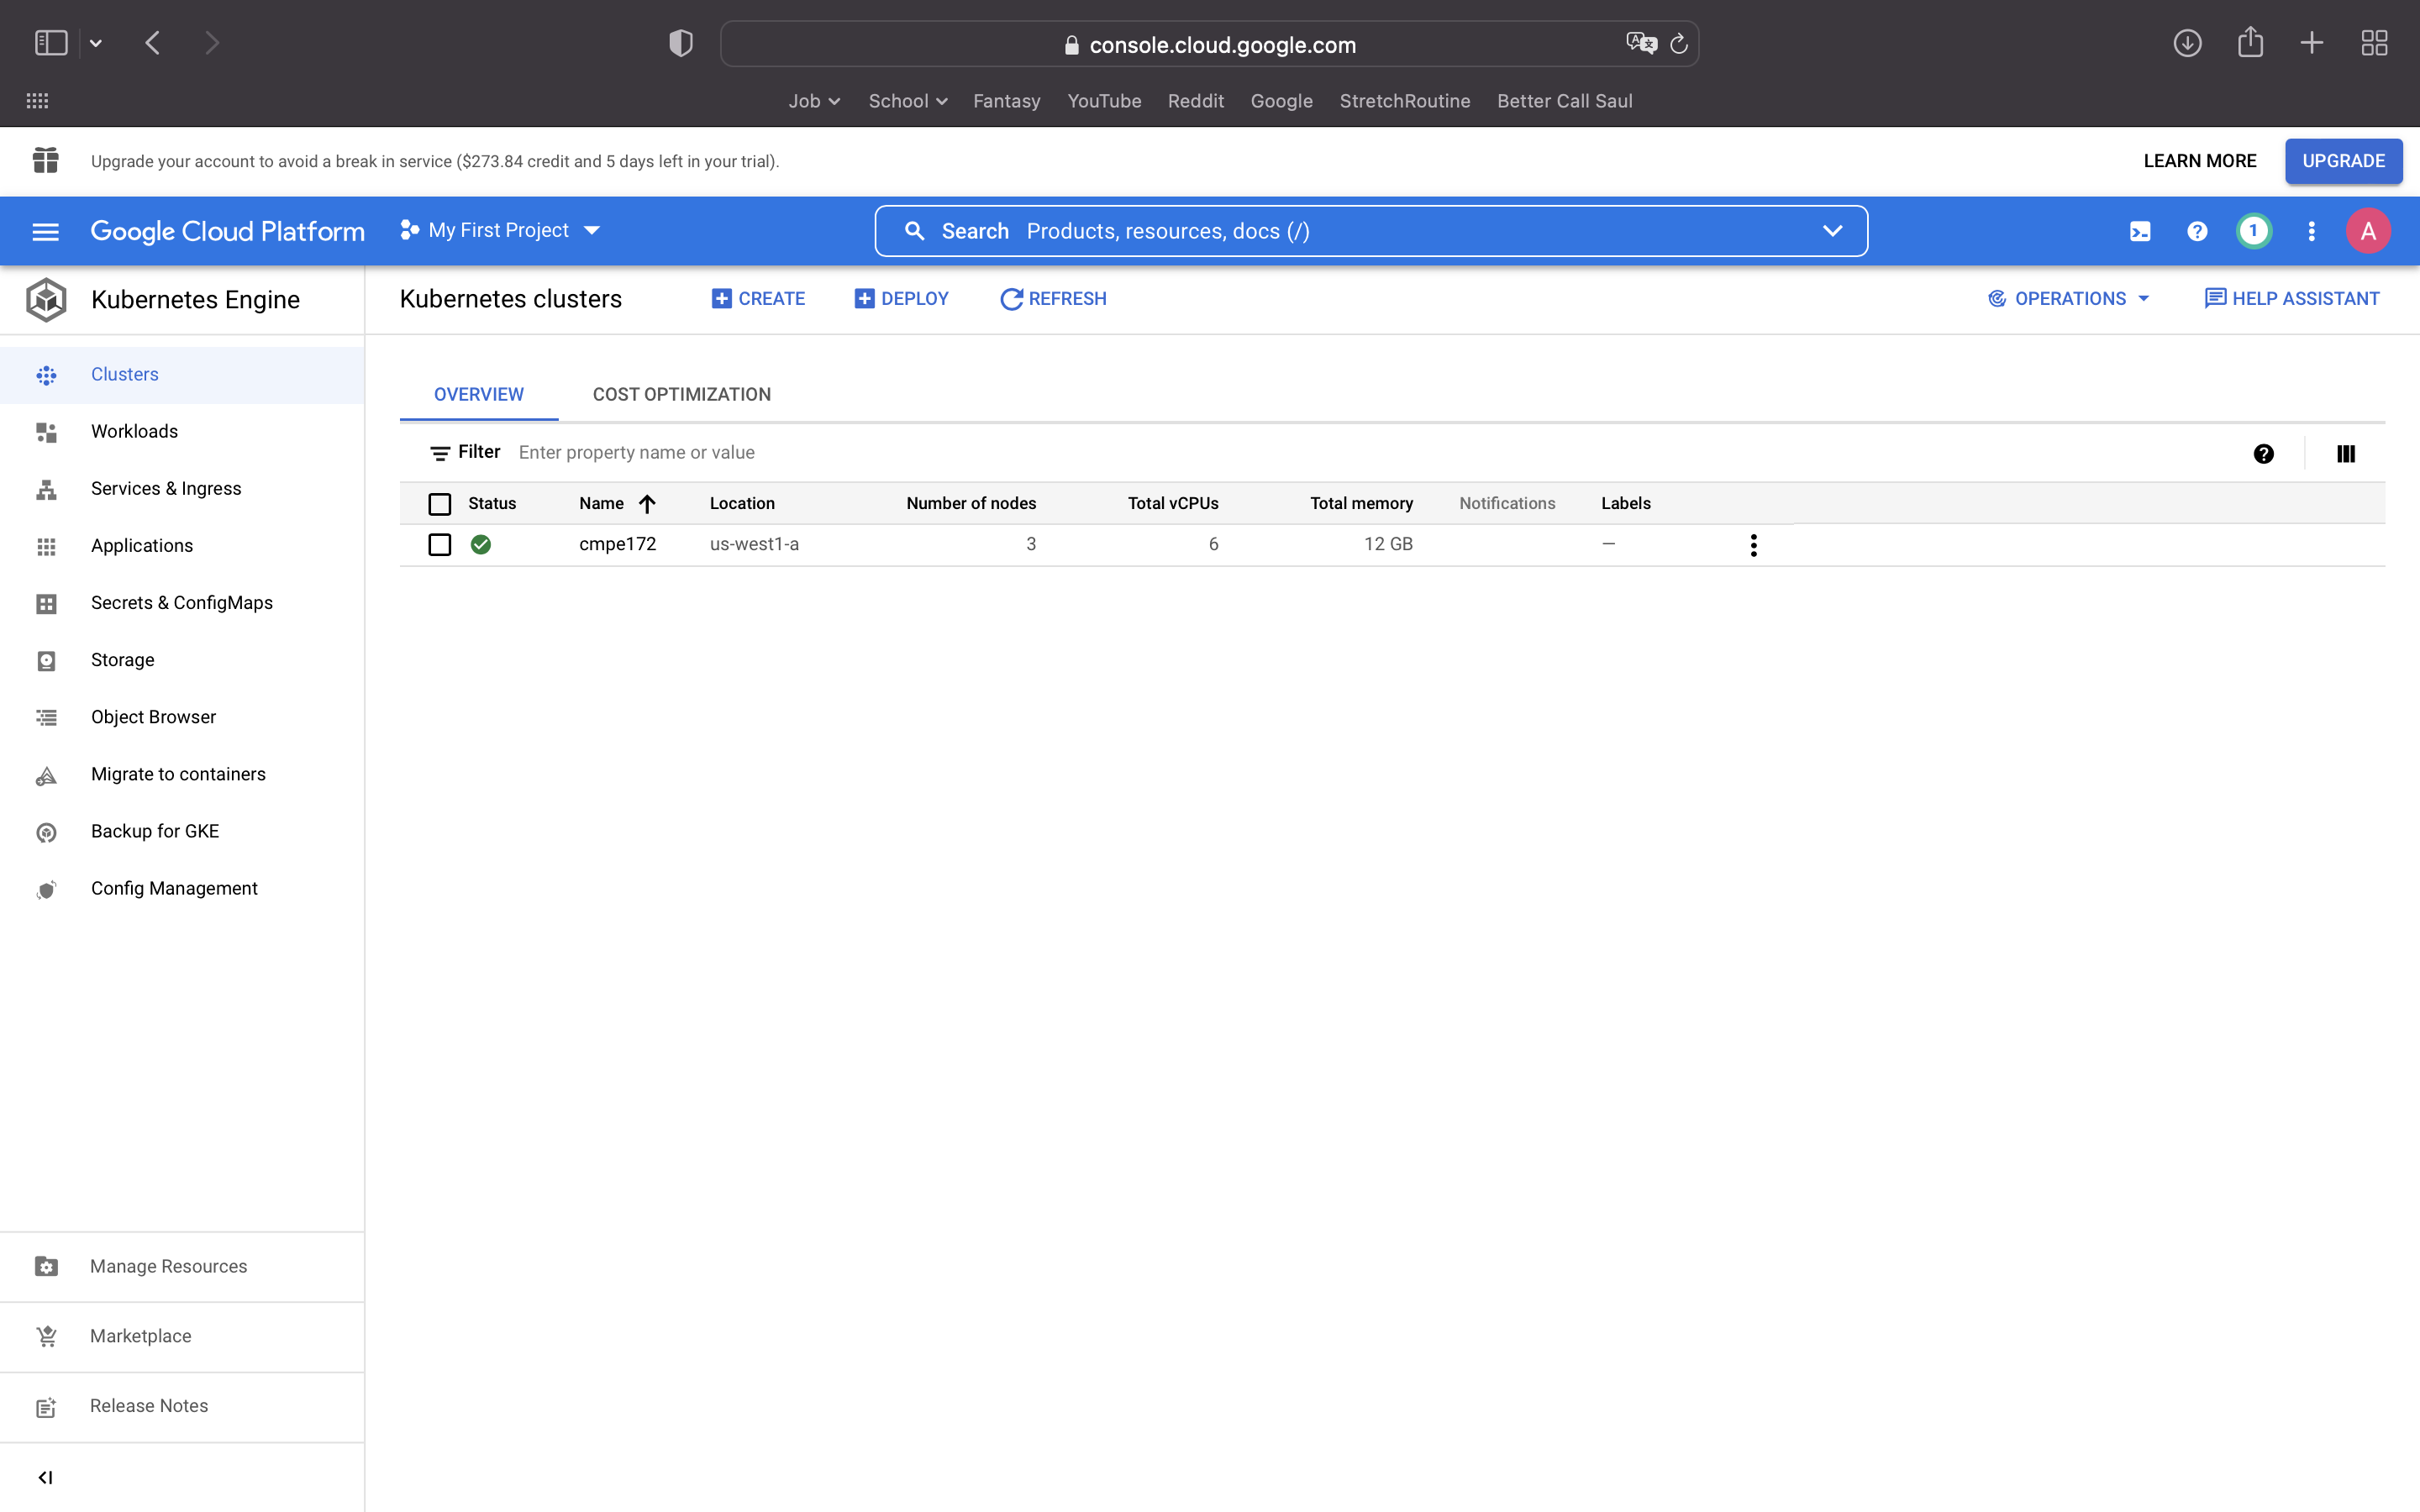 console.cloud.google.com
Job School Fantasy YouTube Reddit Google StretchRoutine Better Call Saul
Upgrade your account to avoid a break in service ($273.84 credit and 5 days left in your trial).
LEARN MORE
UPGRADE
Google Cloud Platform
My First Project
Search Products, resources, docs (/)
1
A
Kubernetes Engine
Kubernetes clusters
CREATE
DEPLOY
REFRESH
OPERATIONS
HELP ASSISTANT
Clusters
Workloads
Services & Ingress
Applications
Secrets & ConfigMaps
Storage
Object Browser
Migrate to containers
Backup for GKE
Config Management
Manage Resources
Marketplace
Release Notes
OVERVIEW
COST OPTIMIZATION
Filter Enter property name or value
Status Name Location Number of nodes Total vCPUs Total memory Notifications Labels
cmpe172 us-west1-a 3 6 12 GB —